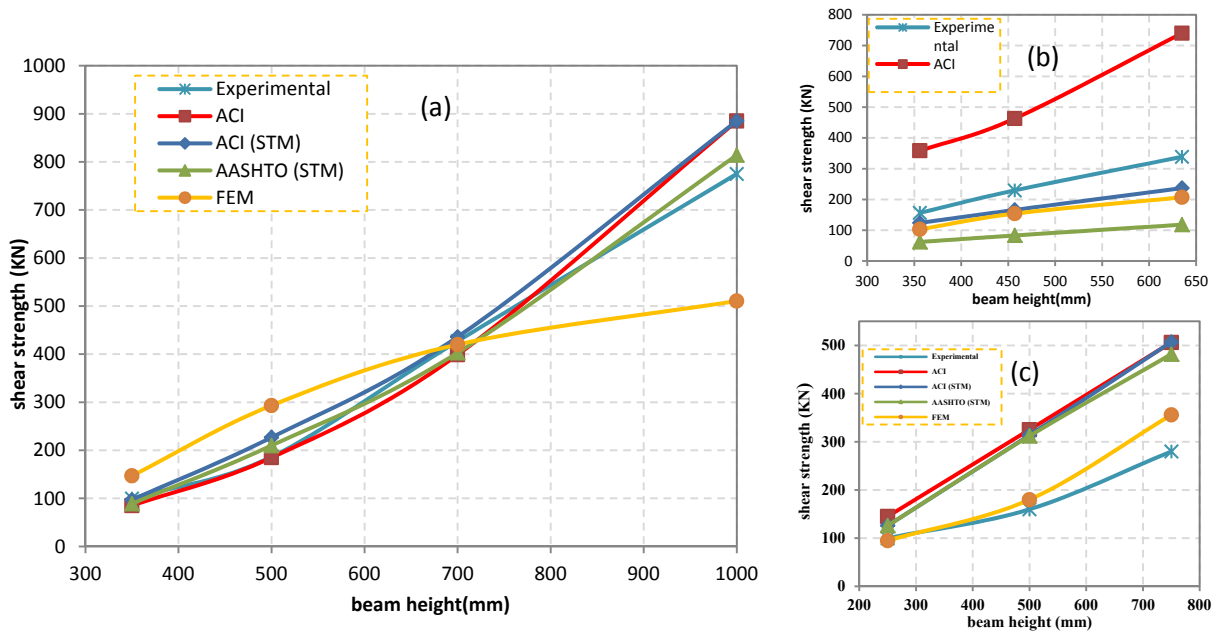 (a)
Experimental
ACI
ACI (STM)
AASHTO (STM)
FEM
1000
900
800
700
600
500
400
300
200
100
0
300 400 500 600 700 800 900 1000
shear strength (KN)
beam height(mm)
(b)
Experime
ntal
ACI
800
700
600
500
400
300
200
100
0
300 350 400 450 500 550 600 650
shear strength (KN)
beam height(mm)
(c)
Experimental
ACI
ACI (STM)
AASHTO (STM)
FEM
500
400
300
200
100
0
200 300 400 500 600 700 800
shear strength (KN)
beam height (mm)